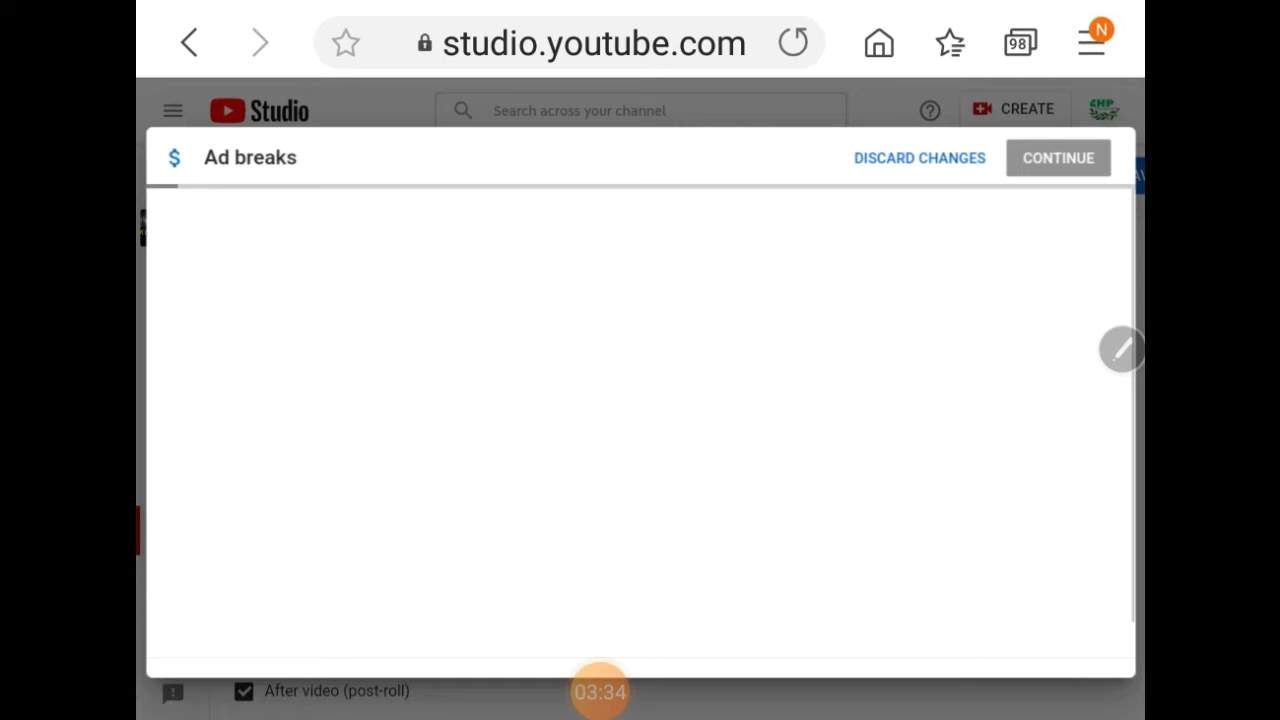 studio.youtube.com
98
N
Studio
Search across your channel
CREATE
CHP
$ Ad breaks
DISCARD CHANGES
CONTINUE
After video (post-roll)
03:34